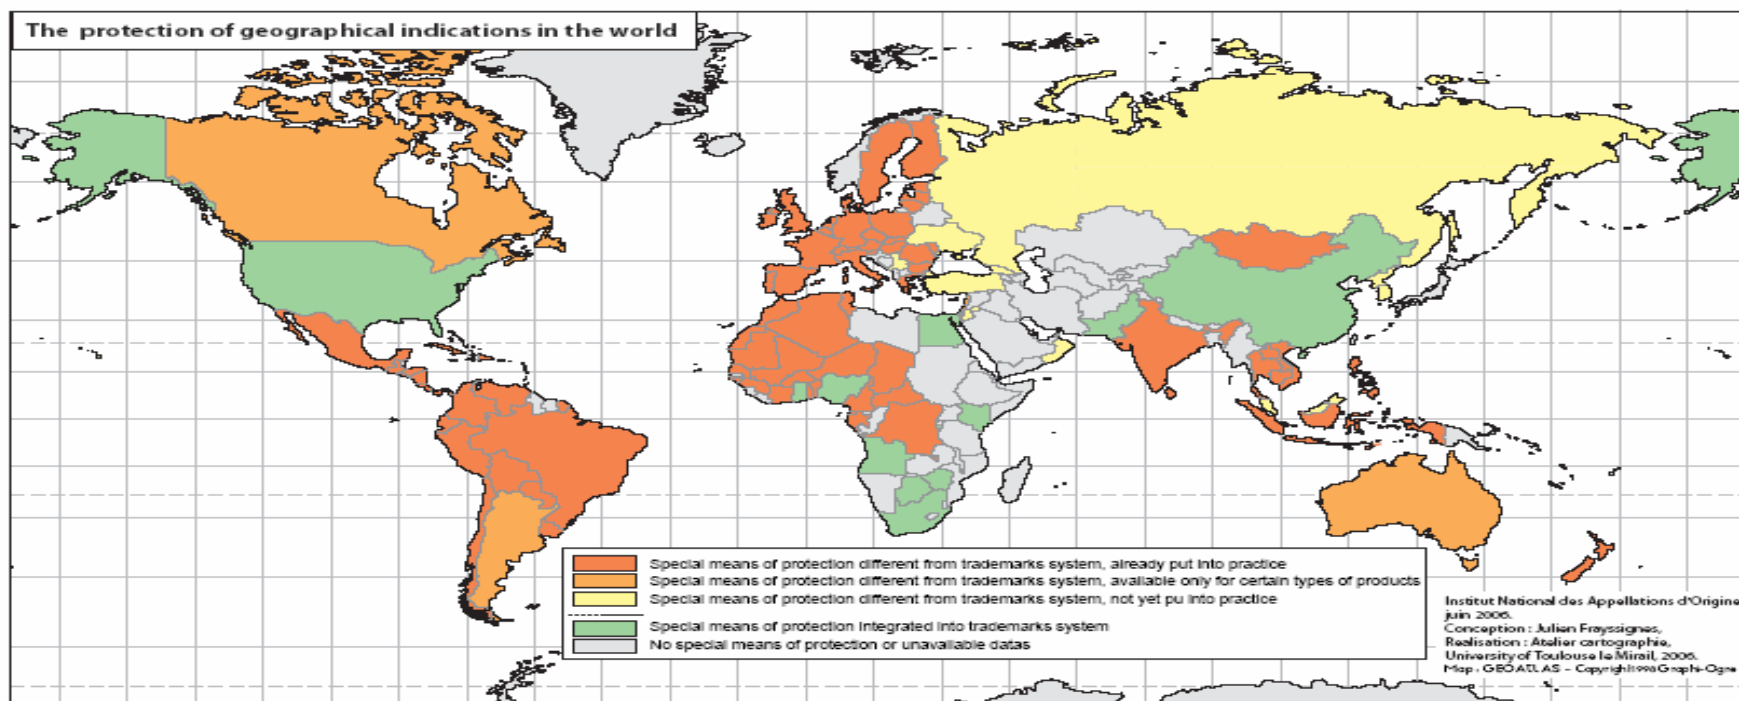 The protection of geographical indications in the world
Special means of protection different from trademarks system, already put into practice
Special means of protection different from trademarks system, available only for certain types of products
Special means of protection different from trademarks system, not yet pu into practice
Special means of protection integrated into trademarks system
No special means of protection or unavailable datas
Institut National des Appellations d'Origine
juin 2006.
Conception : Julien Frayssignes,
Realisation : Atelier cartographie,
University of Toulouse le Mirail, 2006.
Map : GEOATLAS - Copyright1998 Graphi-Ogre